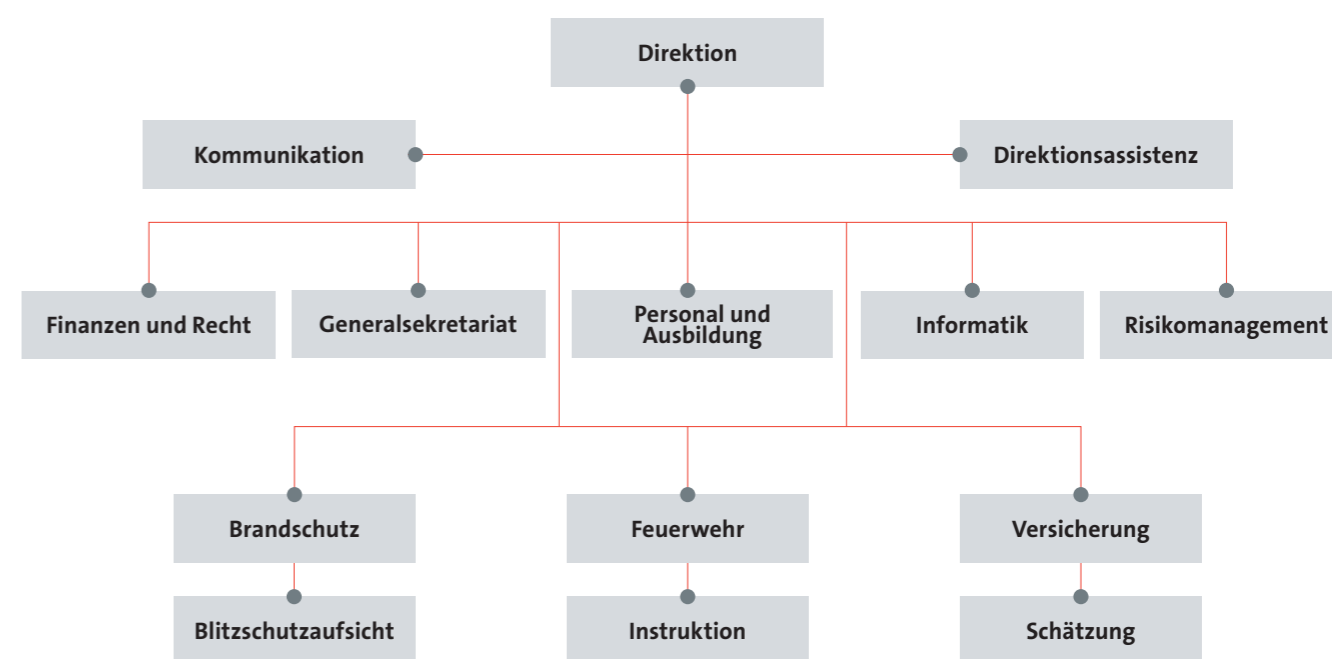 Direktion
Kommunikation
Direktionsassistenz
Finanzen und Recht
Generalsekretariat
Personal und
Ausbildung
Informatik
Risikomanagement
Brandschutz
Feuerwehr
Versicherung
Blitzschutzaufsicht
Instruktion
Schätzung